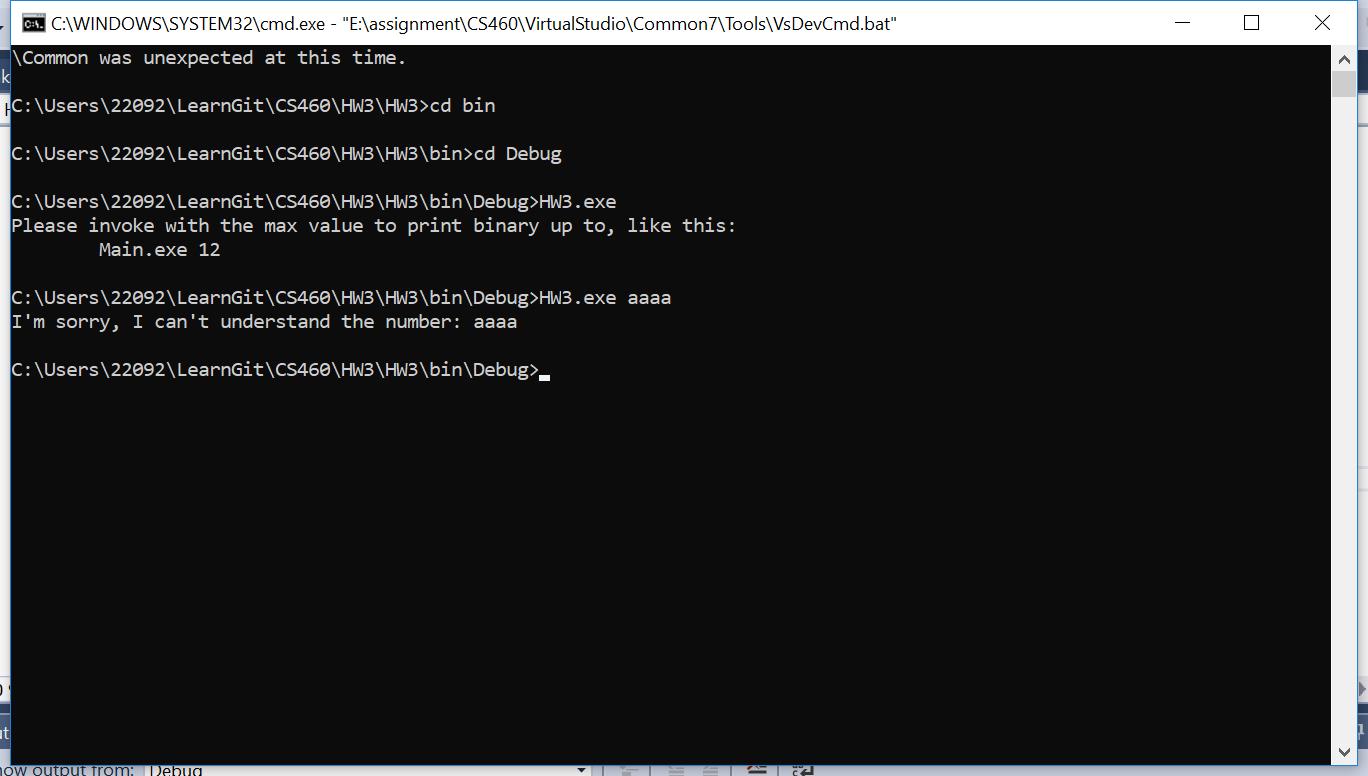 C:\WINDOWS\SYSTEM32\cmd.exe - "E:\assignment\CS460\VirtualStudio\Common7\Tools\VsDevCmd.bat"
\Common was unexpected at this time.
C:\Users\22092\LearnGit\CS460\HW3\HW3>cd bin
C:\Users\22092\LearnGit\CS460\HW3\HW3\bin>cd Debug
C:\Users\22092\LearnGit\CS460\HW3\HW3\bin\Debug>HW3.exe
Please invoke with the max value to print binary up to, like this:
Main.exe 12
C:\Users\22092\LearnGit\CS460\HW3\HW3\bin\Debug>HW3.exe aaaa
I'm sorry, I can't understand the number: aaaa
C:\Users\22092\LearnGit\CS460\HW3\HW3\bin\Debug>
output from: Debug